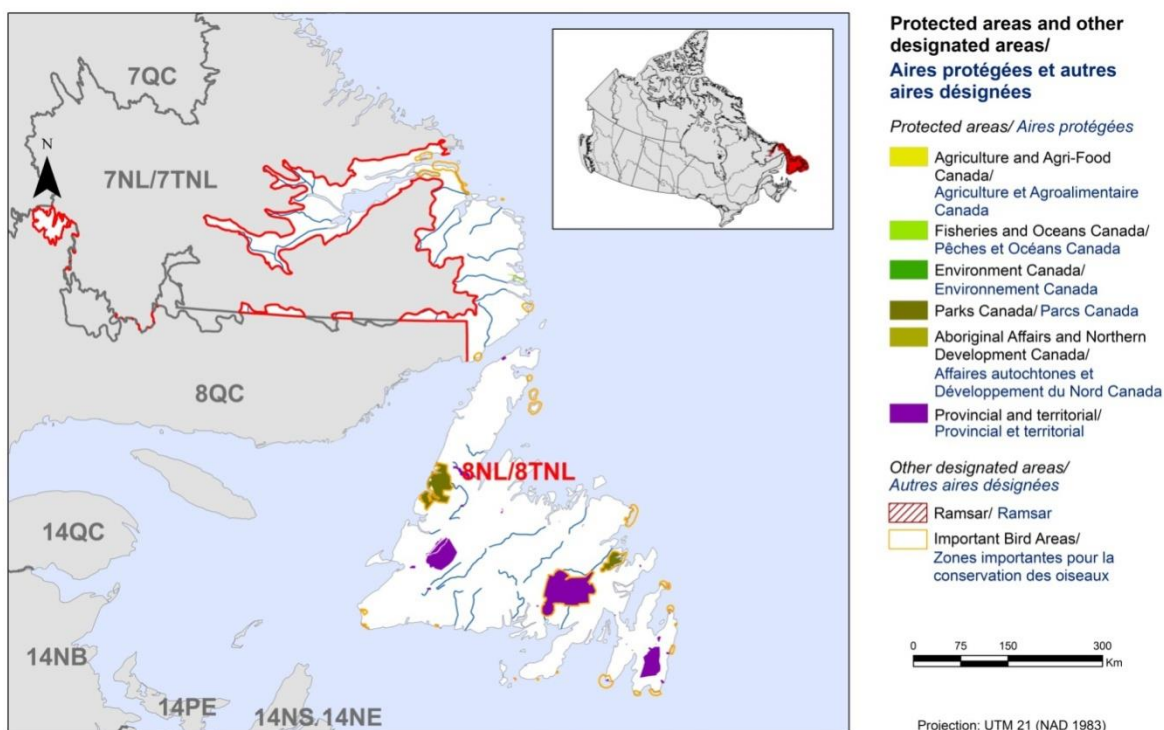 7QC
N
7NL/7TNL
8QC
8NL/8TNL
14QC
14NB
14PE
14NS 14NE
Protected areas and other
designated areas/
Aires protégées et autres
aires désignées
Protected areas/ Aires protégées
Agriculture and Agri-Food
Canada/
Agriculture et Agroalimentaire
Canada
Fisheries and Oceans Canada/
Pêches et Océans Canada
Environment Canada/
Environnement Canada
Parks Canada/ Parcs Canada
Aboriginal Affairs and Northern
Development Canada/
Affaires autochtones et
Développement du Nord Canada
Provincial and territorial/
Provincial et territorial
Other designated areas/
Autres aires désignées
Ramsar/ Ramsar
Important Bird Areas/
Zones importantes pour la
conservation des oiseaux
0 75 150 300
Km
Projection: UTM 21 (NAD 1983)